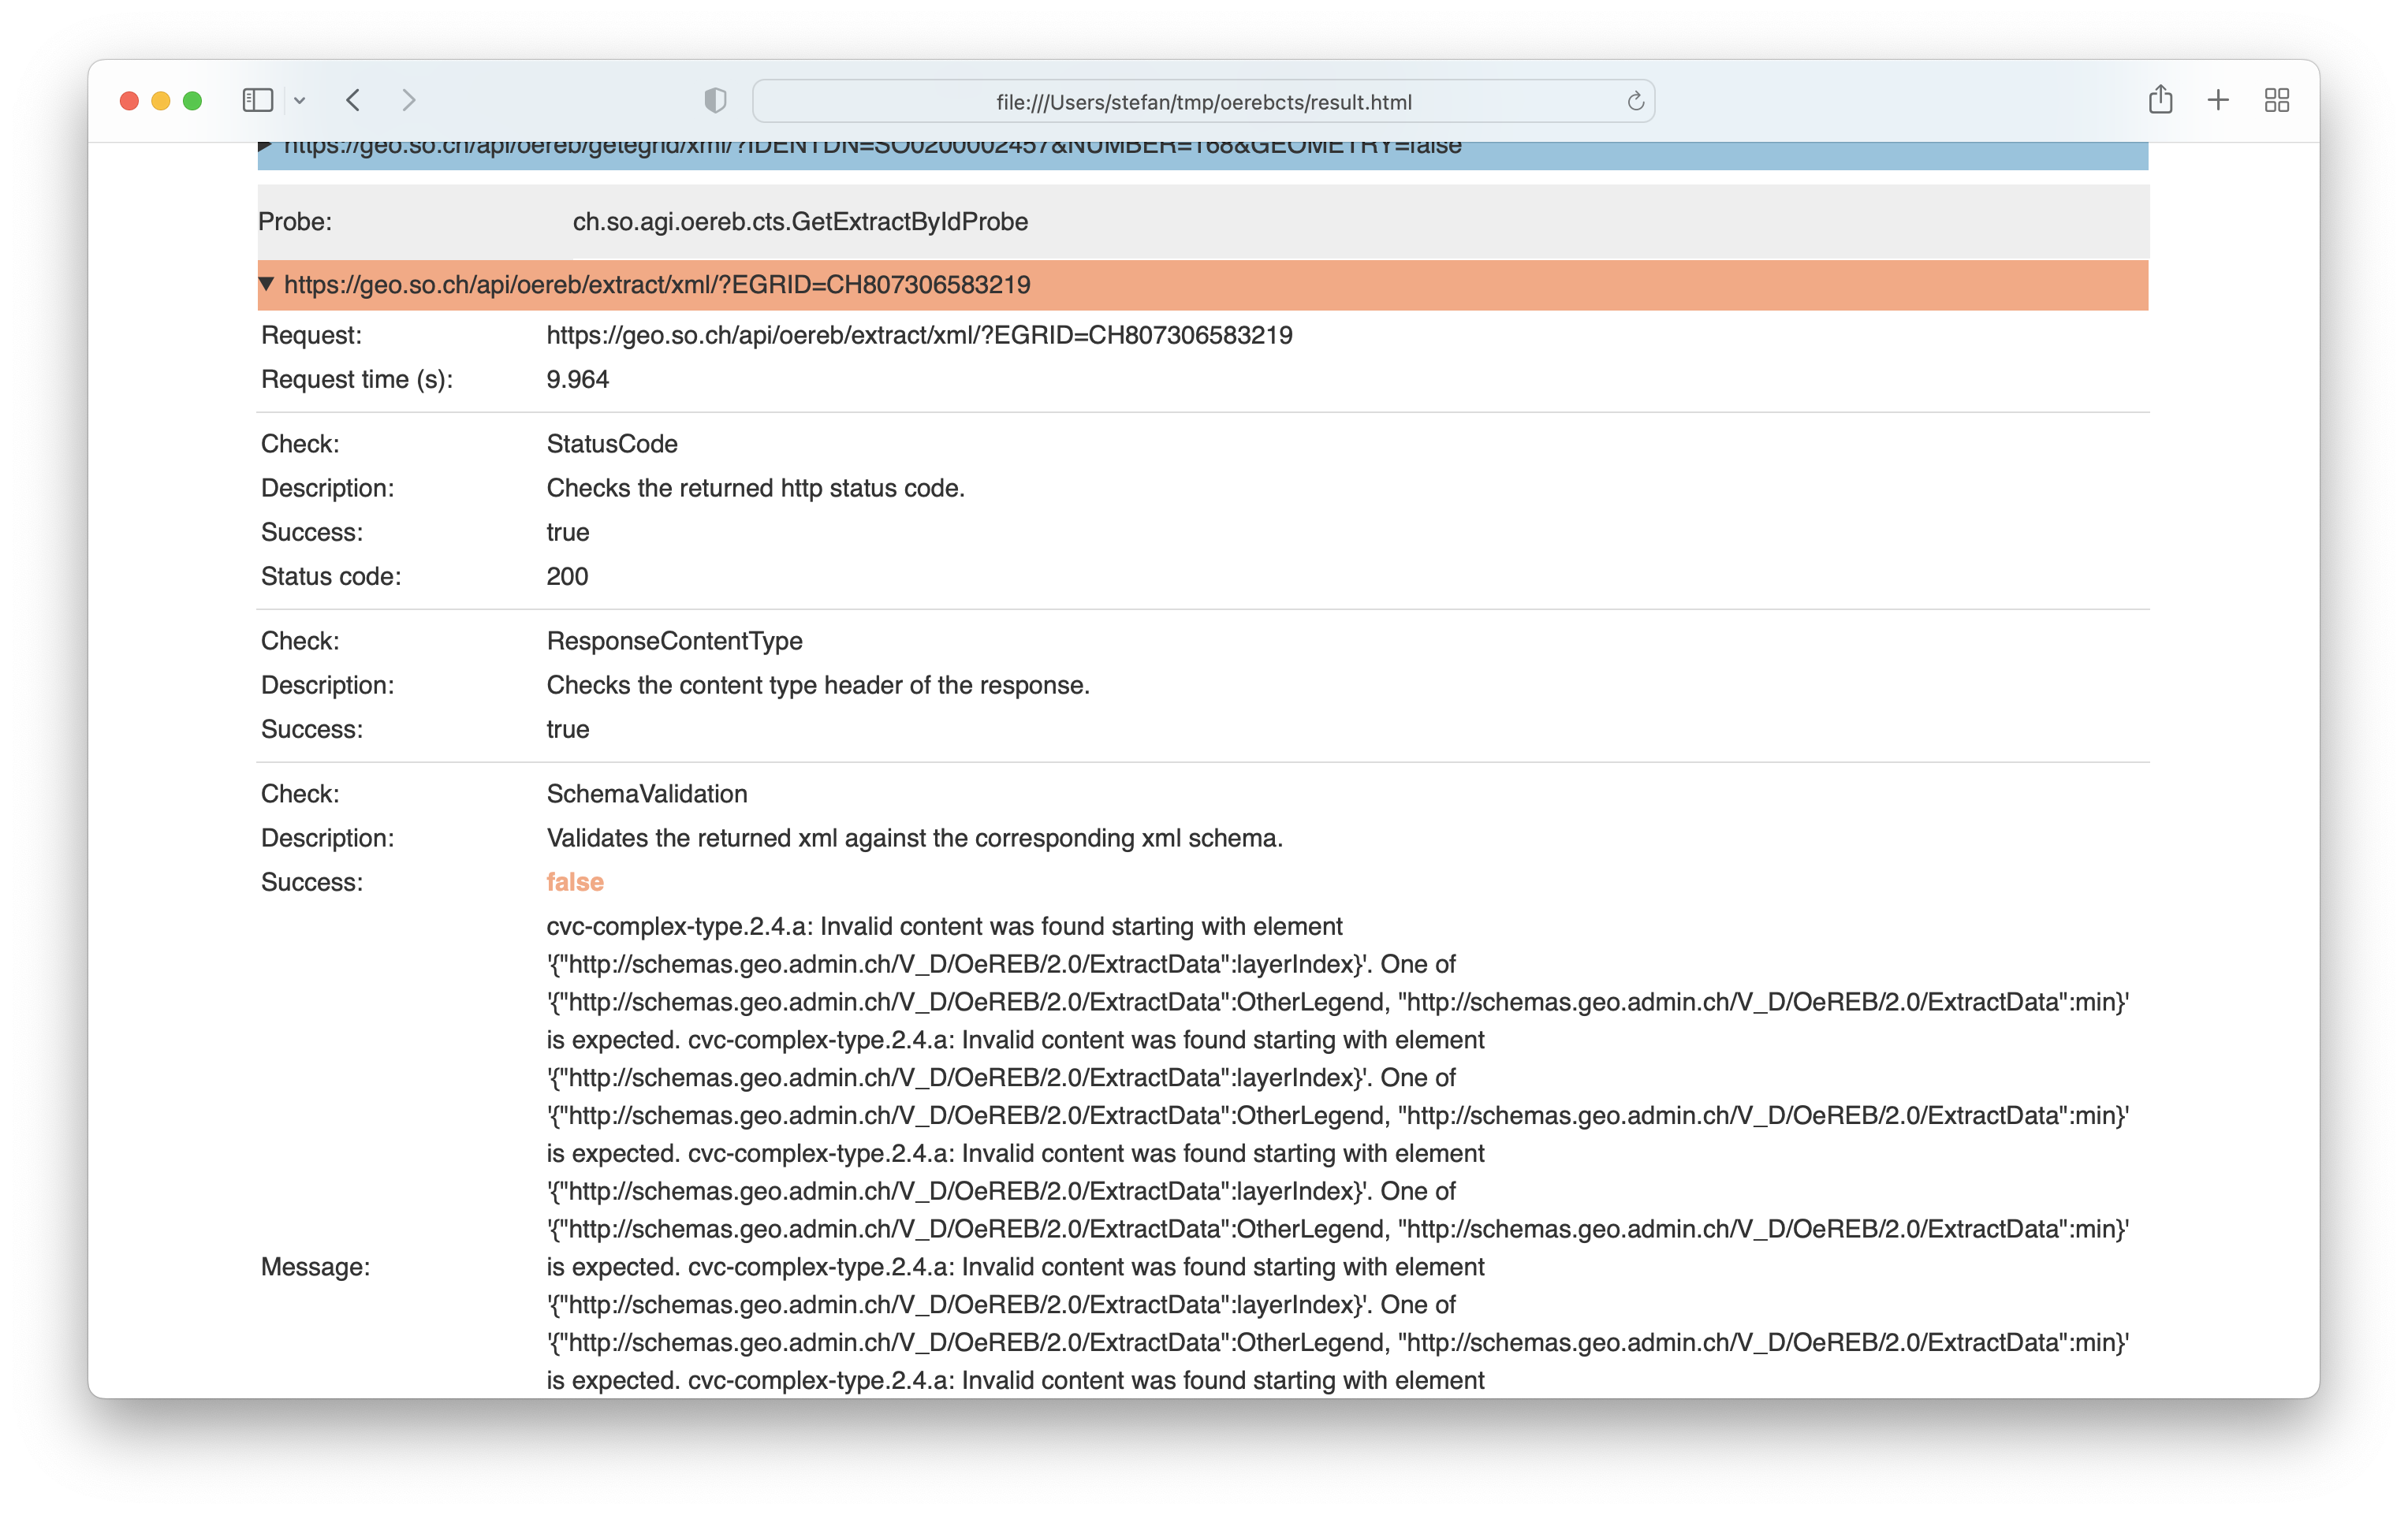 file:///Users/stefan/tmp/oerebcts/result.html
https://geo.so.ch/api/oereb/getegrid/xml/?IDENTDN=SO0200002457&NUMBER=168&GEOMETRY=false
Probe: ch.so.agi.oereb.cts.GetExtractByIdProbe
https://geo.so.ch/api/oereb/extract/xml/?EGRID=CH807306583219
Request: https://geo.so.ch/api/oereb/extract/xml/?EGRID=CH807306583219
Request time (s): 9.964
Check: StatusCode
Description: Checks the returned http status code.
Success: true
Status code: 200
Check: ResponseContentType
Description: Checks the content type header of the response.
Success: true
Check: SchemaValidation
Description: Validates the returned xml against the corresponding xml schema.
Success: false
cvc-complex-type.2.4.a: Invalid content was found starting with element
'{"http://schemas.geo.admin.ch/V_D/OeREB/2.0/ExtractData":layerIndex}'. One of
'{"http://schemas.geo.admin.ch/V_D/OeREB/2.0/ExtractData":OtherLegend, "http://schemas.geo.admin.ch/V_D/OeREB/2.0/ExtractData":min}'
is expected. cvc-complex-type.2.4.a: Invalid content was found starting with element
'{"http://schemas.geo.admin.ch/V_D/OeREB/2.0/ExtractData":layerIndex}'. One of
'{"http://schemas.geo.admin.ch/V_D/OeREB/2.0/ExtractData":OtherLegend, "http://schemas.geo.admin.ch/V_D/OeREB/2.0/ExtractData":min}'
is expected. cvc-complex-type.2.4.a: Invalid content was found starting with element
'{"http://schemas.geo.admin.ch/V_D/OeREB/2.0/ExtractData":layerIndex}'. One of
'{"http://schemas.geo.admin.ch/V_D/OeREB/2.0/ExtractData":OtherLegend, "http://schemas.geo.admin.ch/V_D/OeREB/2.0/ExtractData":min}'
Message: is expected. cvc-complex-type.2.4.a: Invalid content was found starting with element
'{"http://schemas.geo.admin.ch/V_D/OeREB/2.0/ExtractData":layerIndex}'. One of
'{"http://schemas.geo.admin.ch/V_D/OeREB/2.0/ExtractData":OtherLegend, "http://schemas.geo.admin.ch/V_D/OeREB/2.0/ExtractData":min}'
is expected. cvc-complex-type.2.4.a: Invalid content was found starting with element